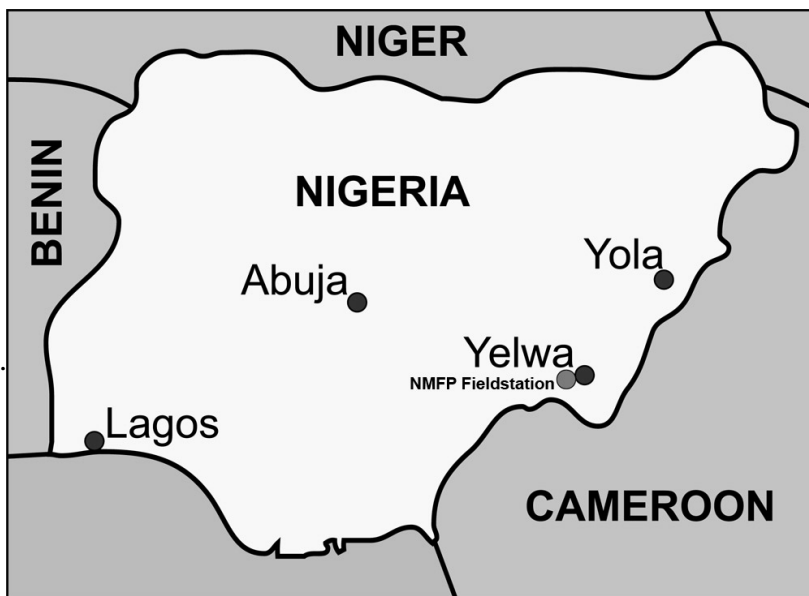 NIGER
BENIN
NIGERIA
Abuja
Yola
Yelwa
NMFP Fieldstation
Lagos
CAMEROON